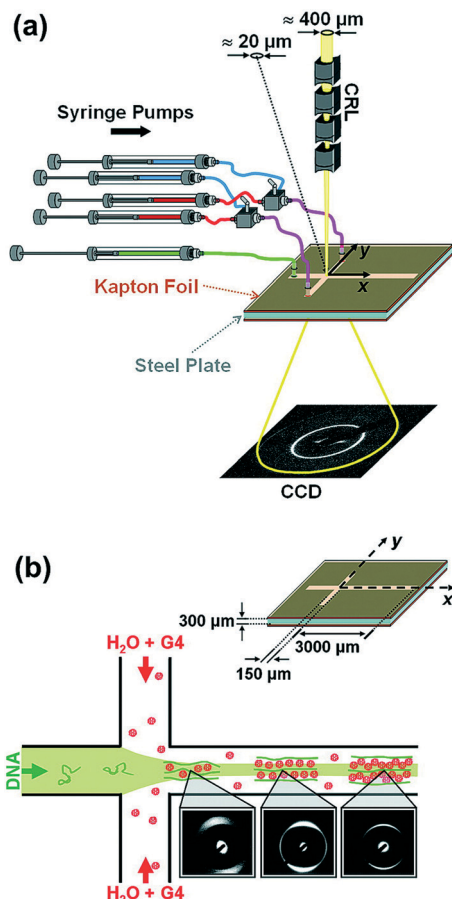 (a)
≈ 400 µm
≈ 20 µm
CRL
Syringe Pumps
y
x
Kapton Foil
Steel Plate
CCD
(b)
y
x
300 µm
3000 µm
150 µm
H₂O + G4
DNA
H₂O + G4